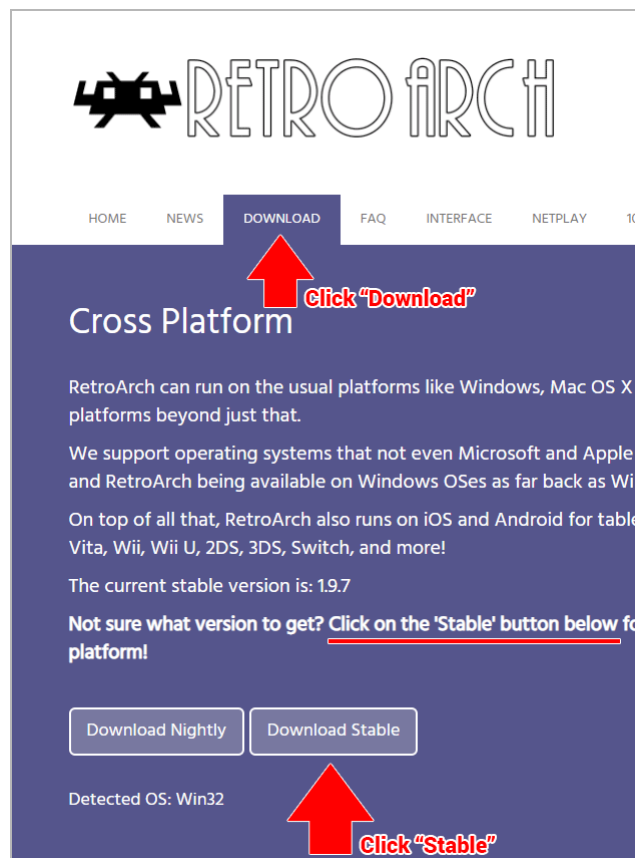 RETRO ARCH
HOME NEWS DOWNLOAD FAQ INTERFACE NETPLAY 10
Click “Download”
Cross Platform
RetroArch can run on the usual platforms like Windows, Mac OS X
platforms beyond just that.
We support operating systems that not even Microsoft and Apple
and RetroArch being available on Windows OSes as far back as Wi
On top of all that, RetroArch also runs on iOS and Android for table
Vita, Wii, Wii U, 2DS, 3DS, Switch, and more!
The current stable version is: 1.9.7
Not sure what version to get? Click on the 'Stable' button below fo
platform!
Download Nightly Download Stable
Detected OS: Win32
Click “Stable”